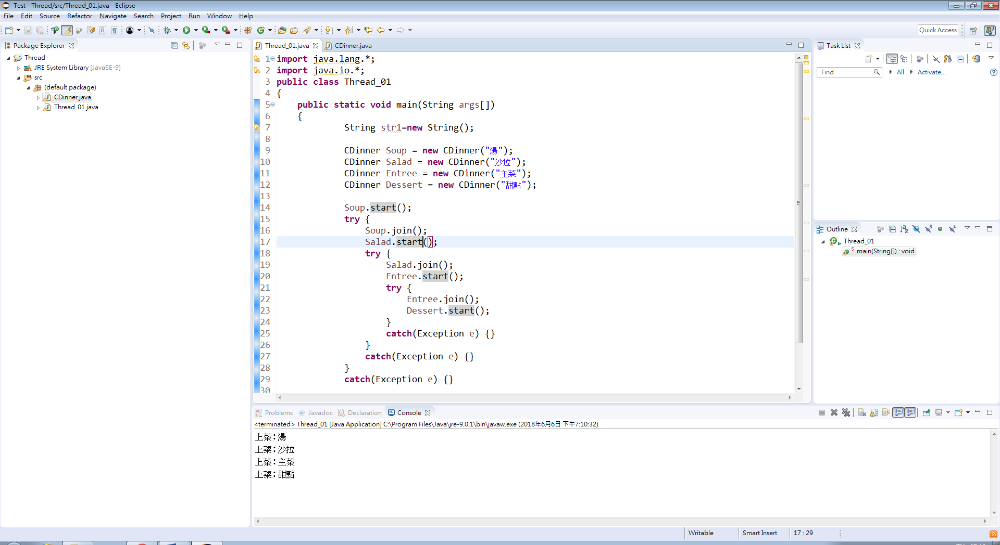 Test - Thread/src/Thread_01.java - Eclipse
File Edit Source Refactor Navigate Search Project Run Window Help
Quick Access
Package Explorer
Thread
JRE System Library [JavaSE-9]
src
(default package)
CDinner.java
Thread_01.java
Thread_01.java CDinner.java
1 import java.lang.*;
2 import java.io.*;
3 public class Thread_01
4 {
5 public static void main(String args[])
6 {
7 String str1=new String();
8
9 CDinner Soup = new CDinner("湯");
10 CDinner Salad = new CDinner("沙拉");
11 CDinner Entree = new CDinner("主菜");
12 CDinner Dessert = new CDinner("甜點");
13
14 Soup.start();
15 try {
16 Soup.join();
17 Salad.start();
18 try {
19 Salad.join();
20 Entree.start();
21 try {
22 Entree.join();
23 Dessert.start();
24 }
25 catch(Exception e) {}
26 }
27 catch(Exception e) {}
28 }
29 catch(Exception e) {}
30
Task List
Find All Activate...
Outline
Thread_01
main(String[]) : void
Problems Javadoc Declaration Console
<terminated> Thread_01 [Java Application] C:\Program Files\Java\jre-9.0.1\bin\javaw.exe (2018年6月6日 下午7:10:32)
上菜:湯
上菜:沙拉
上菜:主菜
上菜:甜點
Writable Smart Insert 17 : 29